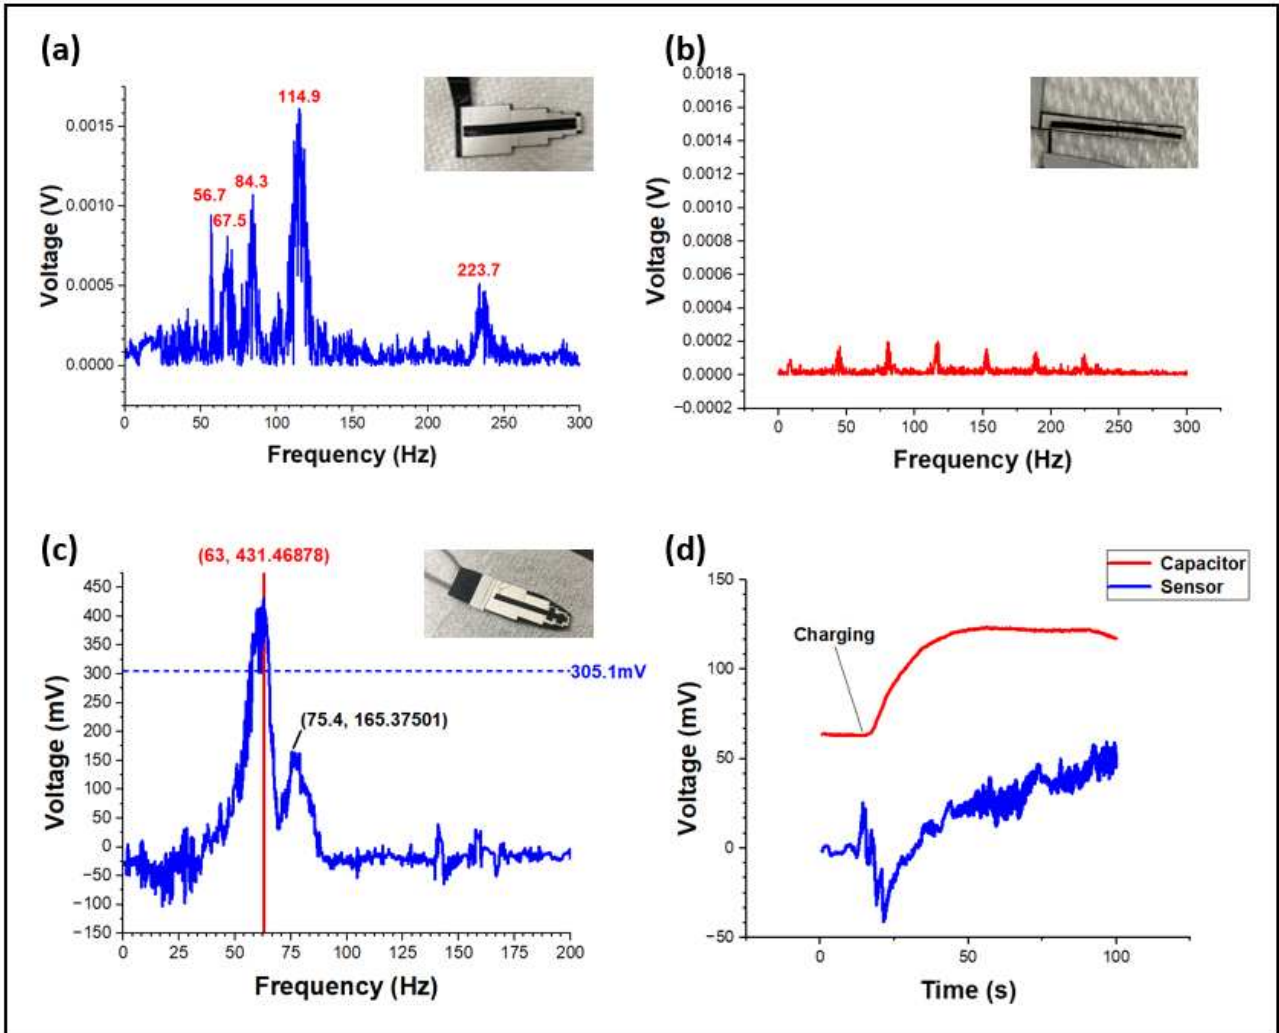 (a)
114.9
84.3
56.7
67.5
223.7
0.0015
0.0010
0.0005
0.0000
Voltage (V)
0 50 100 150 200 250 300
Frequency (Hz)
(b)
0.0018
0.0016
0.0014
0.0012
0.0010
0.0008
0.0006
0.0004
0.0002
0.0000
−0.0002
Voltage (V)
0 50 100 150 200 250 300
Frequency (Hz)
(c)
(63, 431.46878)
450
400
350
300
250
200
150
100
50
0
−50
−100
−150
305.1mV
(75.4, 165.37501)
Voltage (mV)
0 25 50 75 100 125 150 175 200
Frequency (Hz)
(d)
Capacitor
Sensor
Charging
150
100
50
0
−50
Voltage (mV)
0 50 100
Time (s)